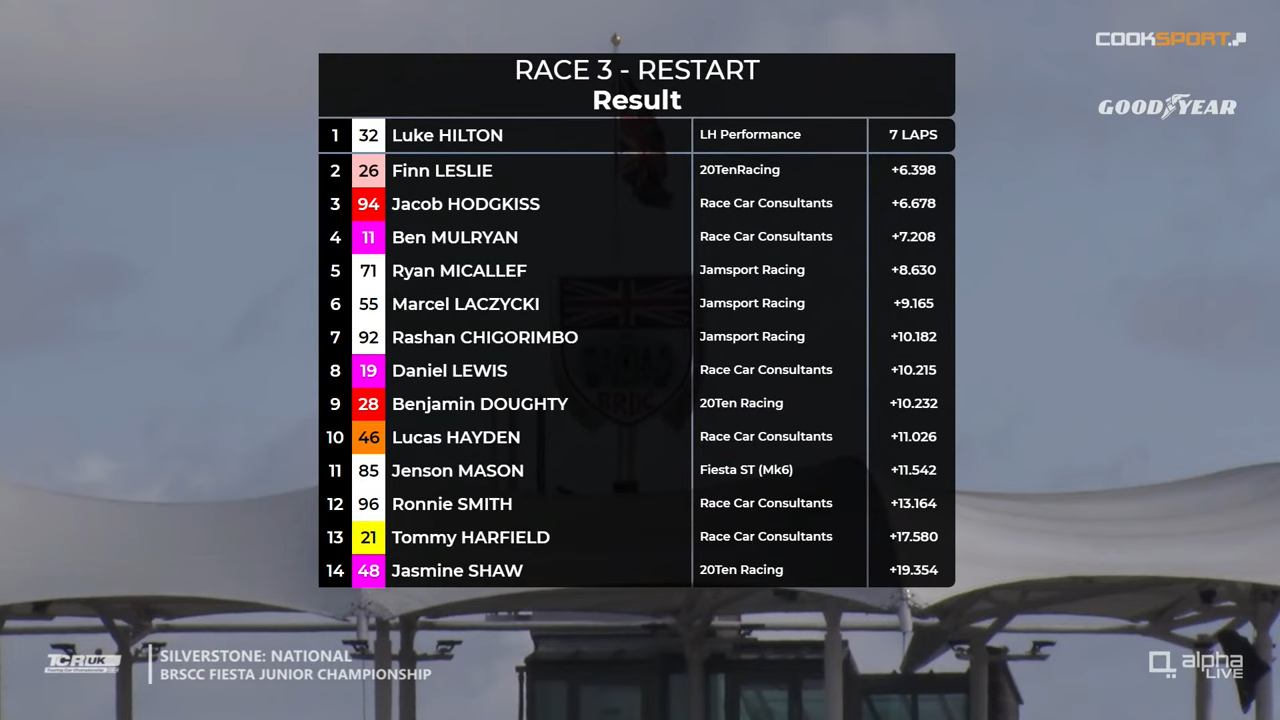 COOKSPORT
GOODYEAR
RACE 3 - RESTART
Result
1 32 Luke HILTON LH Performance 7 LAPS
2 26 Finn LESLIE 20TenRacing +6.398
3 94 Jacob HODGKISS Race Car Consultants +6.678
4 11 Ben MULRYAN Race Car Consultants +7.208
5 71 Ryan MICALLEF Jamsport Racing +8.630
6 55 Marcel LACZYCKI Jamsport Racing +9.165
7 92 Rashan CHIGORIMBO Jamsport Racing +10.182
8 19 Daniel LEWIS Race Car Consultants +10.215
9 28 Benjamin DOUGHTY 20Ten Racing +10.232
10 46 Lucas HAYDEN Race Car Consultants +11.026
11 85 Jenson MASON Fiesta ST (Mk6) +11.542
12 96 Ronnie SMITH Race Car Consultants +13.164
13 21 Tommy HARFIELD Race Car Consultants +17.580
14 48 Jasmine SHAW 20Ten Racing +19.354
BRDC
TCR UK
Touring Car Championship
SILVERSTONE: NATIONAL
BRSCC FIESTA JUNIOR CHAMPIONSHIP
alpha
LIVE